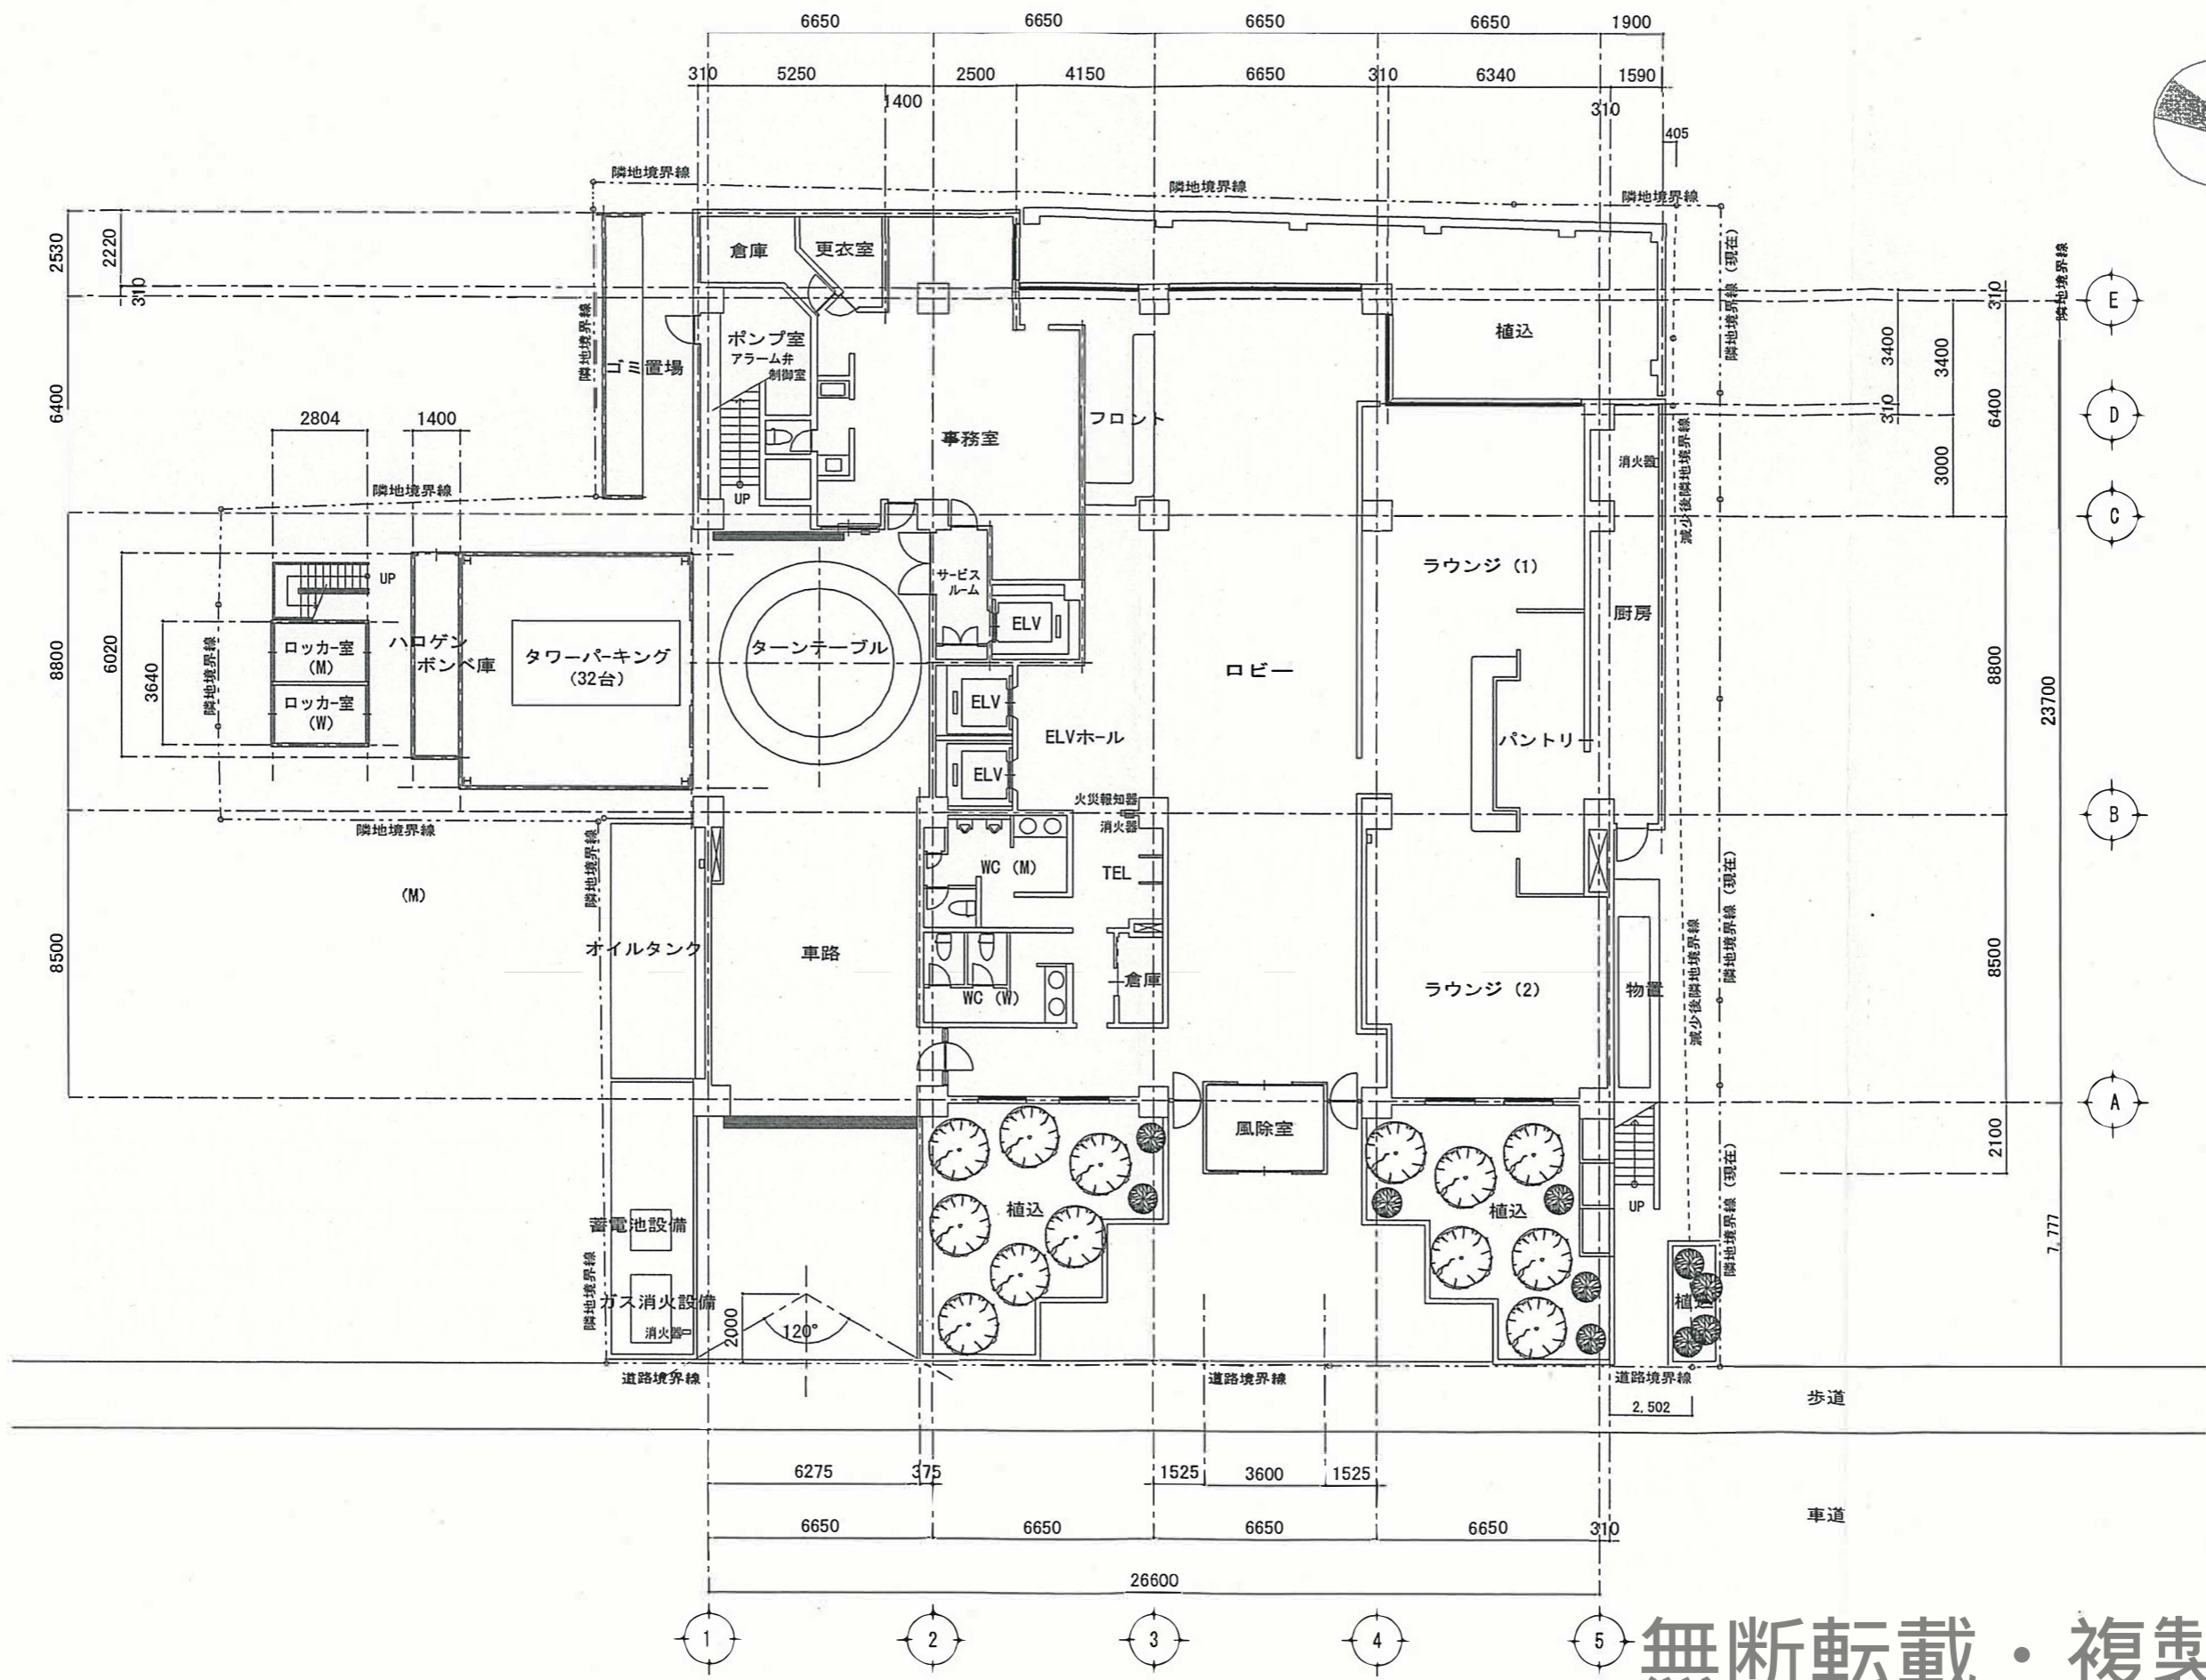 6650
6650
6650
6650
1900
310
5250
2500
4150
6650
310
6340
1590
1400
310
405
隣地境界線
隣地境界線
隣地境界線
2530
2220
310
6400
倉庫
更衣室
隣地境界線
ゴミ置場
ポンプ室
アラーム弁
制御室
UP
事務室
フロント
植込
隣地境界線（現在）
隣地境界線
310
3400
3400
6400
310
3000
E
D
C
消火器
減少後隣地境界線
2804
1400
隣地境界線
8800
6020
3640
隣地境界線
UP
ロッカー室
(M)
ロッカー室
(W)
ハロゲン
ボンベ庫
タワーパーキング
(32台)
ターンテーブル
サービス
ルーム
ELV
ELV
ELV
ELVホール
ロビー
ラウンジ（1）
厨房
パントリー
8800
23700
火災報知器
消火器
B
隣地境界線
隣地境界線
(M)
WC（M）
TEL
8500
オイルタンク
車路
WC（W）
倉庫
ラウンジ（2）
物置
減少後隣地境界線
隣地境界線（現在）
8500
A
風除室
2100
植込
植込
UP
隣地境界線（現在）
7,777
蓄電池設備
隣地境界線
ガス消火設備
消火器
2000
120°
道路境界線
道路境界線
道路境界線
歩道
2,502
6275
375
1525
3600
1525
車道
6650
6650
6650
6650
310
26600
1
2
3
4
5
無断転載・複製